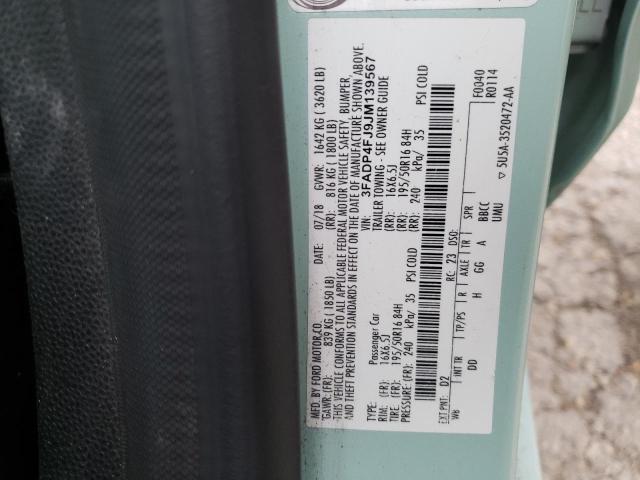 MFD. BY FORD MOTOR CO.
DATE: 07/18 GVWR: 1642 KG ( 3620 LB)
GAWR:(FR): 839 KG ( 1850 LB) (RR): 816 KG ( 1800 LB)
THIS VEHICLE CONFORMS TO ALL APPLICABLE FEDERAL MOTOR VEHICLE SAFETY, BUMPER,
AND THEFT PREVENTION STANDARDS IN EFFECT ON THE DATE OF MANUFACTURE SHOWN ABOVE.
VIN: 3FADP4FJ9JM139567
TYPE: Passenger Car TRAILER TOWING - SEE OWNER GUIDE
RIM: (FR): 16X6.5J (RR): 16X6.5J
TIRE (FR): 195/50R16 84H (RR): 195/50R16 84H
PRESSURE (FR): 240 kPa/ 35 PSI COLD (RR): 240 kPa/ 35 PSI COLD
EXT PNT: D2 RC: 23 DSO: F0040
R0114
WB INT TR TP/PS R AXLE TR SPR
DD H GG A BBCC
UMU
▽ 5U5A-3520472-AA